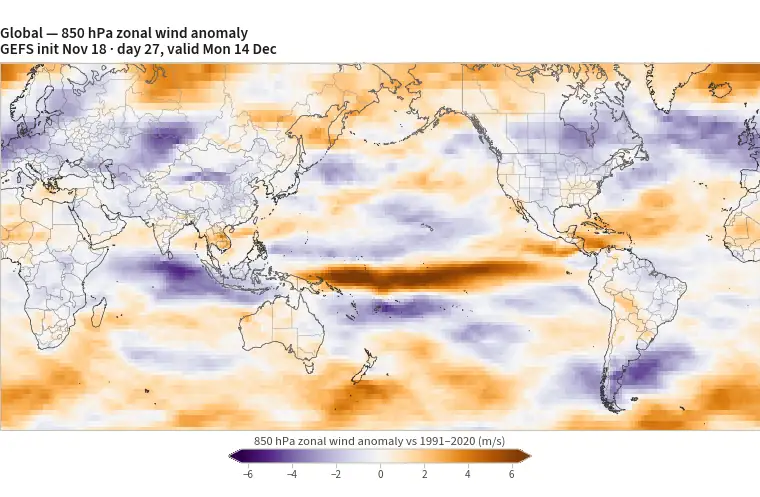 Global — 850 hPa zonal wind anomaly
GEFS init Nov 18 · day 27, valid Mon 14 Dec
850 hPa zonal wind anomaly vs 1991–2020 (m/s)
−6 −4 −2 0 2 4 6